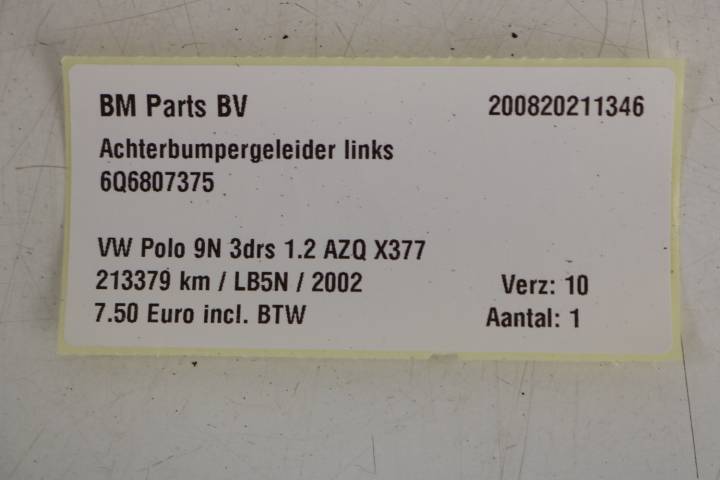 BM Parts BV 200820211346
Achterbumpergeleider links
6Q6807375
VW Polo 9N 3drs 1.2 AZQ X377
213379 km / LB5N / 2002 Verz: 10
7.50 Euro incl. BTW Aantal: 1